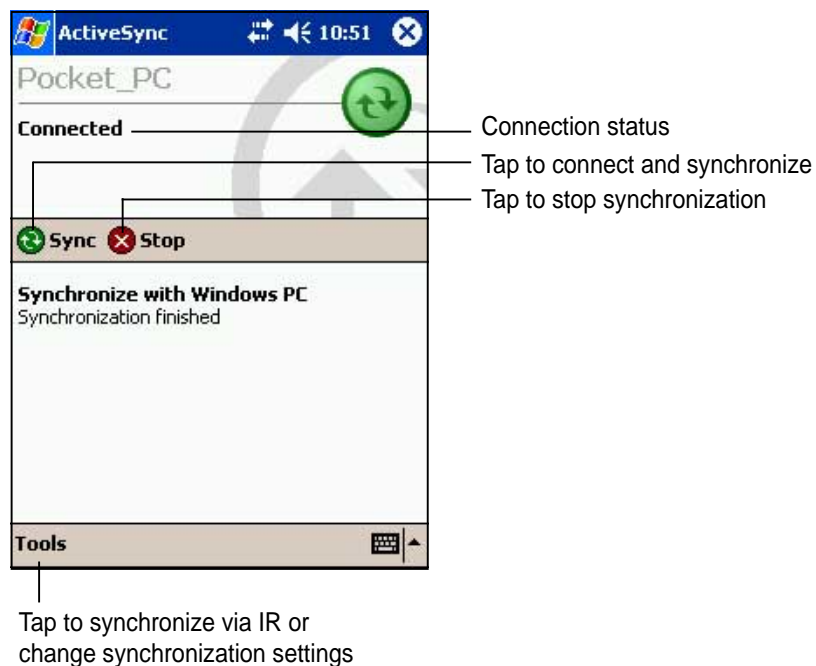 ActiveSync 10:51
Pocket_PC
Connected
Connection status
Tap to connect and synchronize
Tap to stop synchronization
Sync Stop
Synchronize with Windows PC
Synchronization finished
Tools
Tap to synchronize via IR or
change synchronization settings